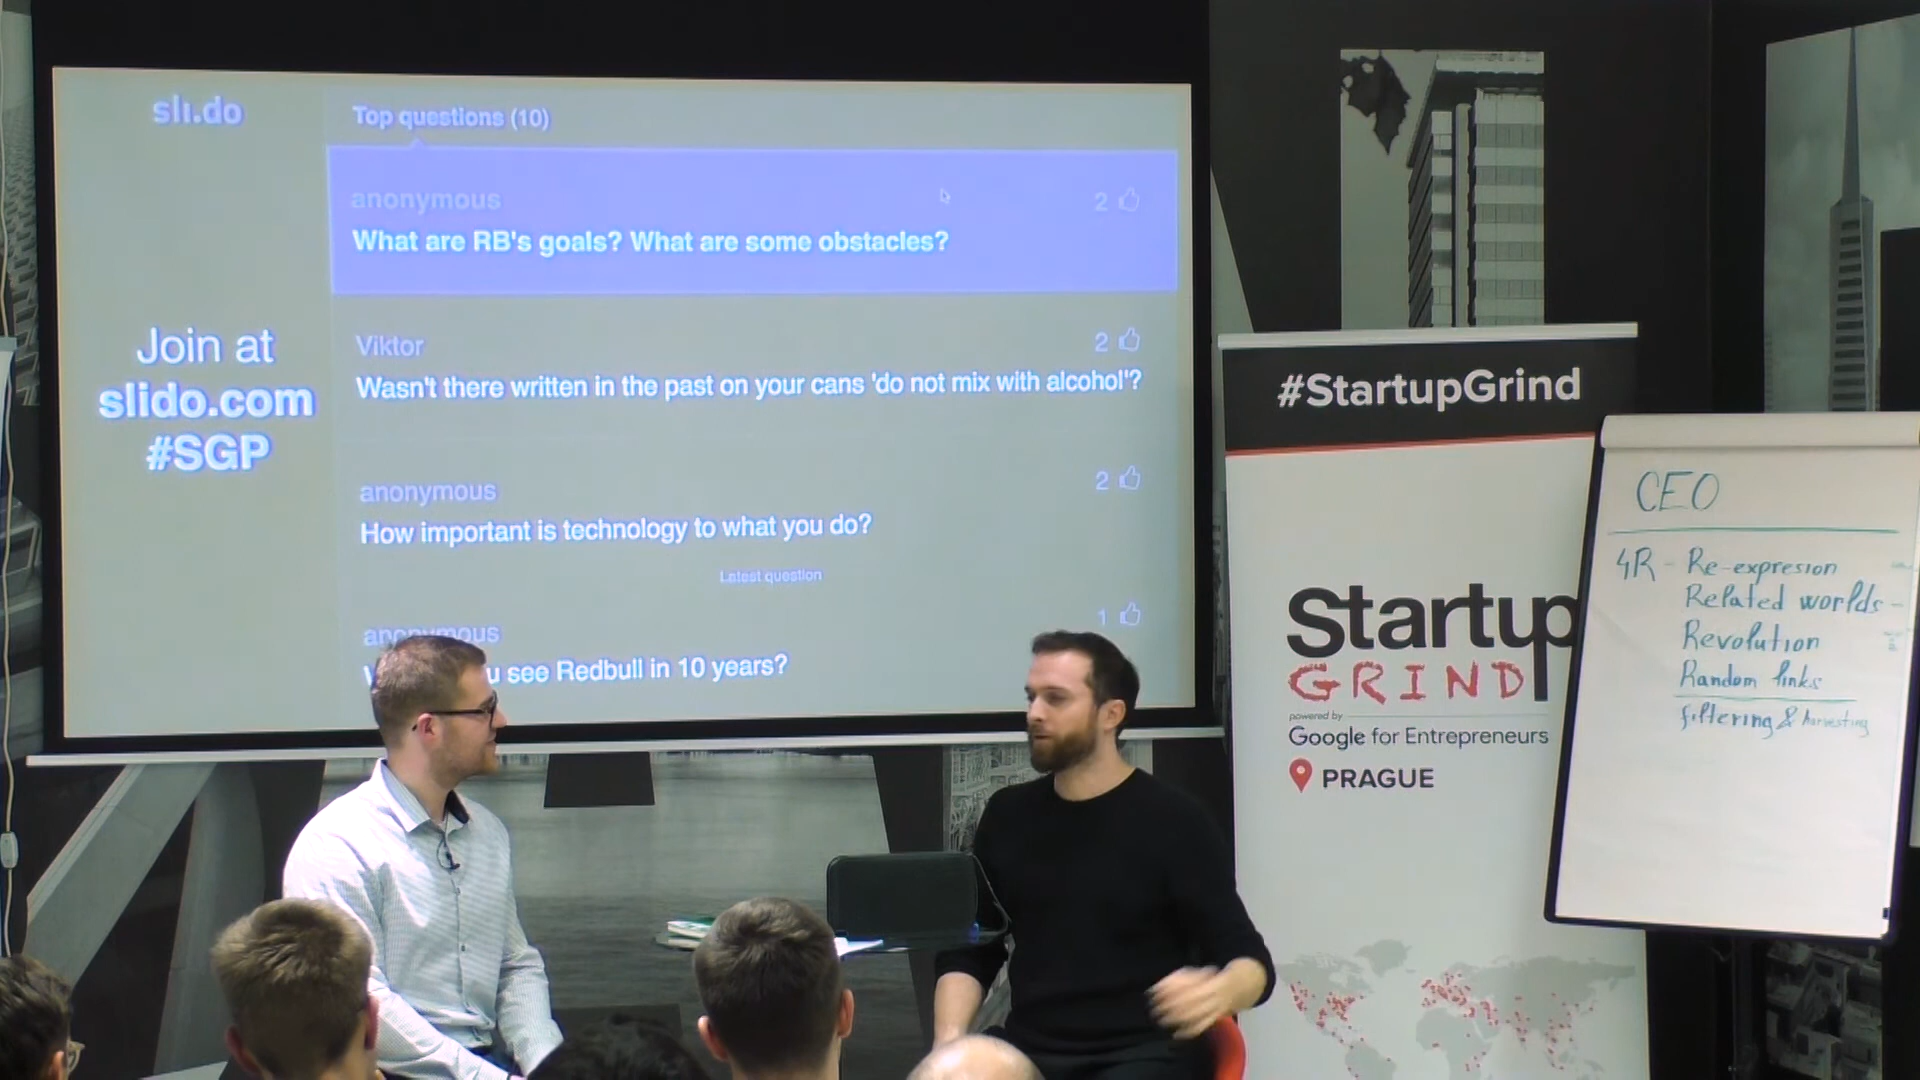 sli.do
Top questions (10)
anonymous
2
What are RB's goals? What are some obstacles?
Join at
slido.com
#SGP
Viktor
2
Wasn't there written in the past on your cans 'do not mix with alcohol'?
anonymous
2
How important is technology to what you do?
Latest question
anonymous
1
see Redbull in 10 years?
#StartupGrind
Startup
GRIND
powered by
Google for Entrepreneurs
PRAGUE
CEO
4R - Re-expresion
Related worlds -
Revolution
Random links
filtering & harvesting